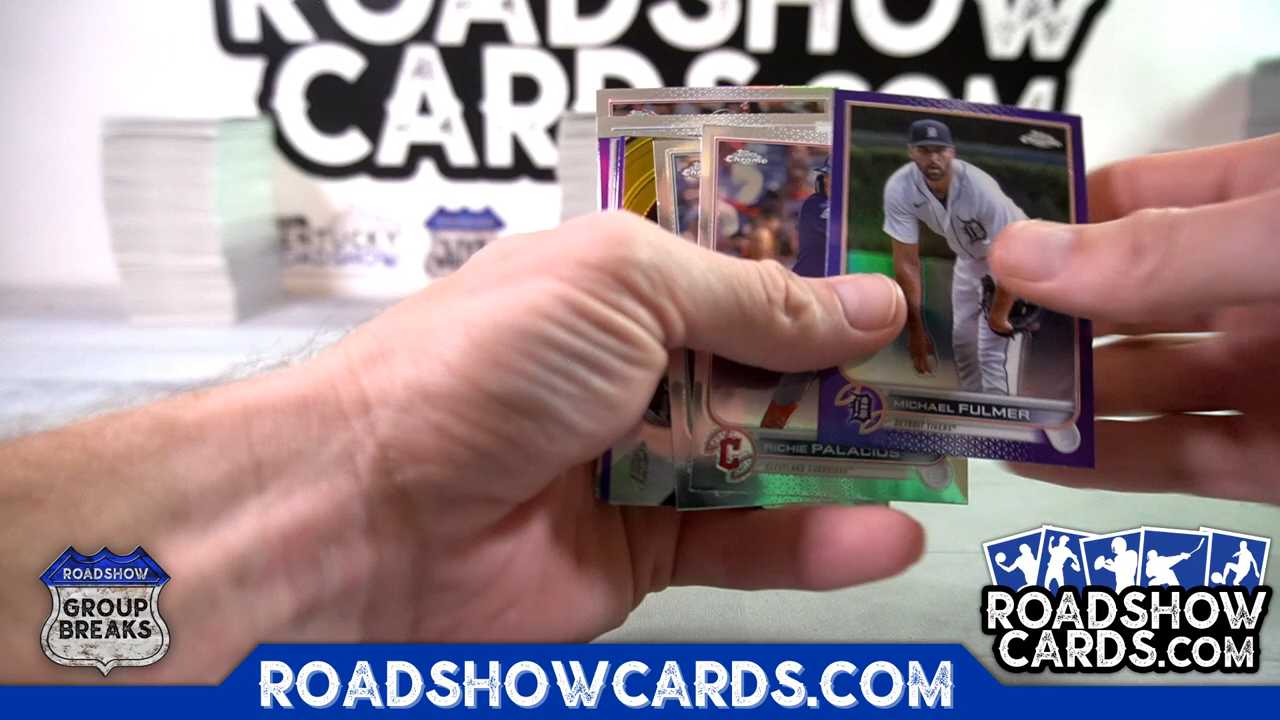 ROADSHOW
CARDS.COM
Topps
Chrome
MICHAEL FULMER
DETROIT TIGERS
RICHIE PALACIOS
CLEVELAND GUARDIANS
ROADSHOW
GROUP
BREAKS
ROADSHOW
CARDS.COM
ROADSHOWCARDS.COM